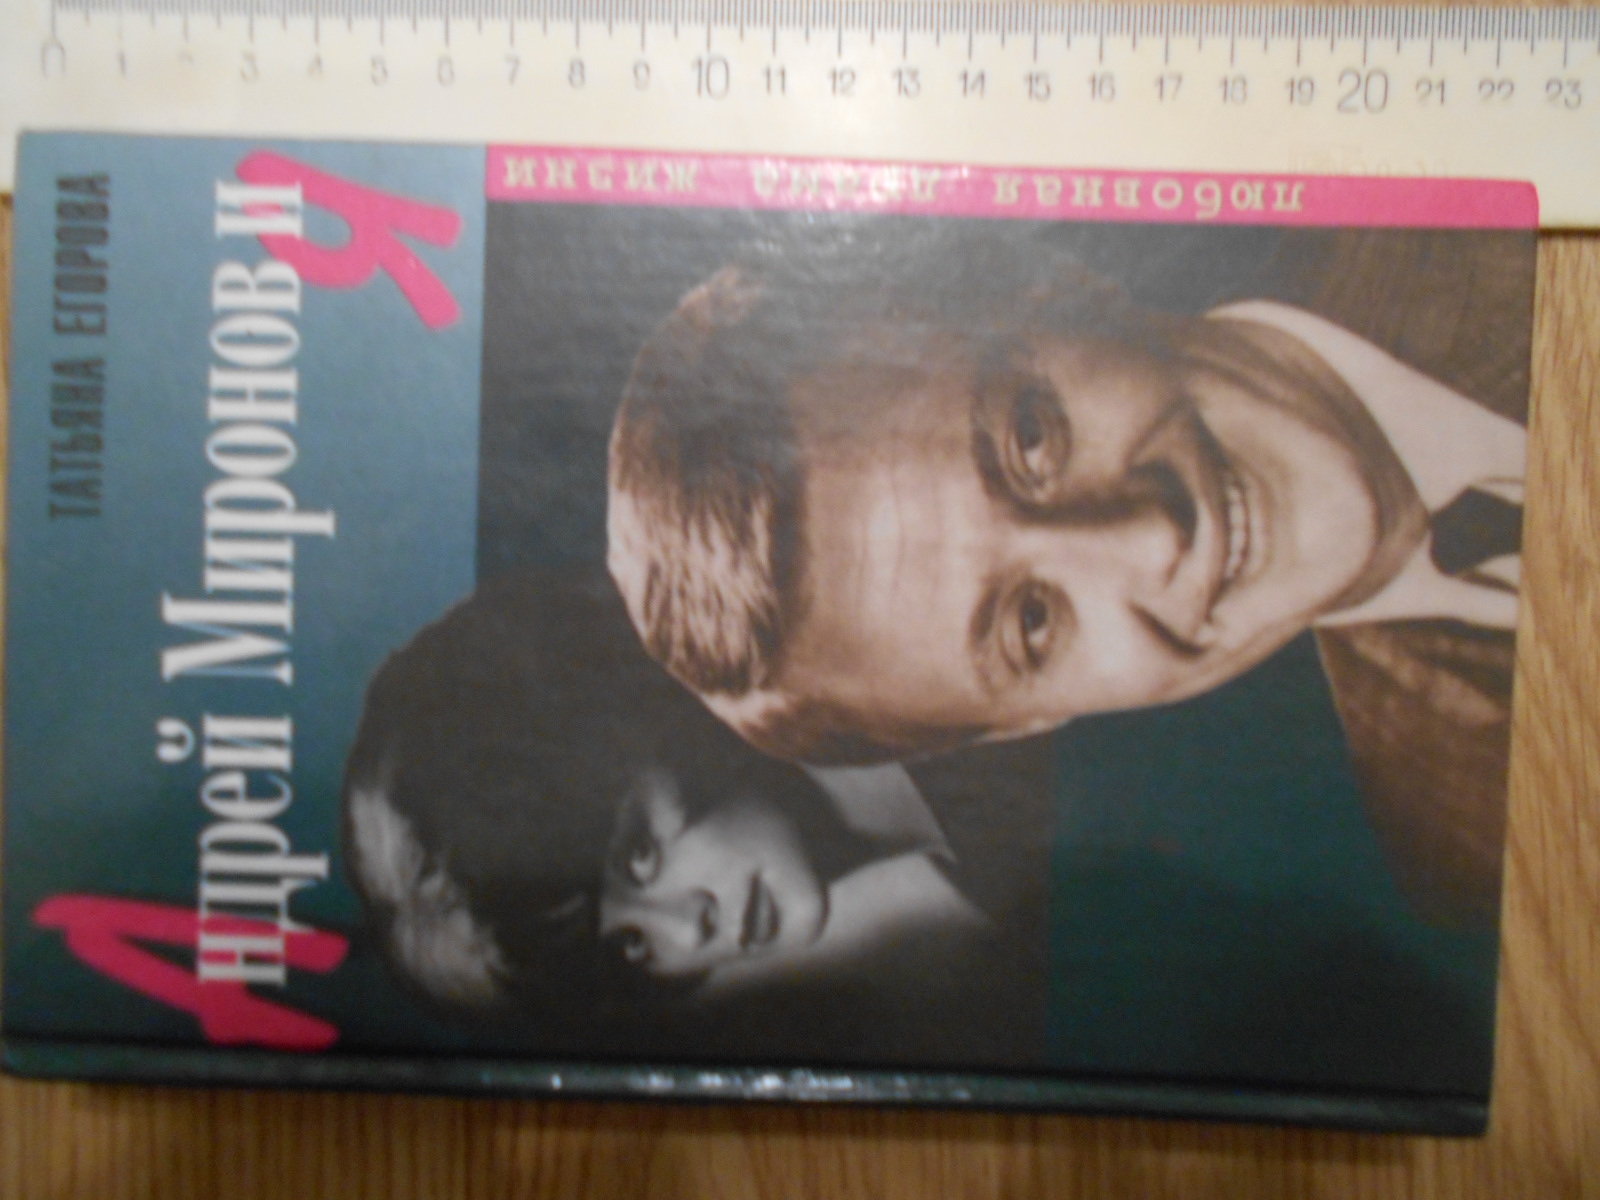 ТАТЬЯНА ЕГОРОВА
Андрей Миронов и
Я
любовная драма жизни
0 1 2 3 4 5 6 7 8 9 10 11 12 13 14 15 16 17 18 19 20 21 22 23